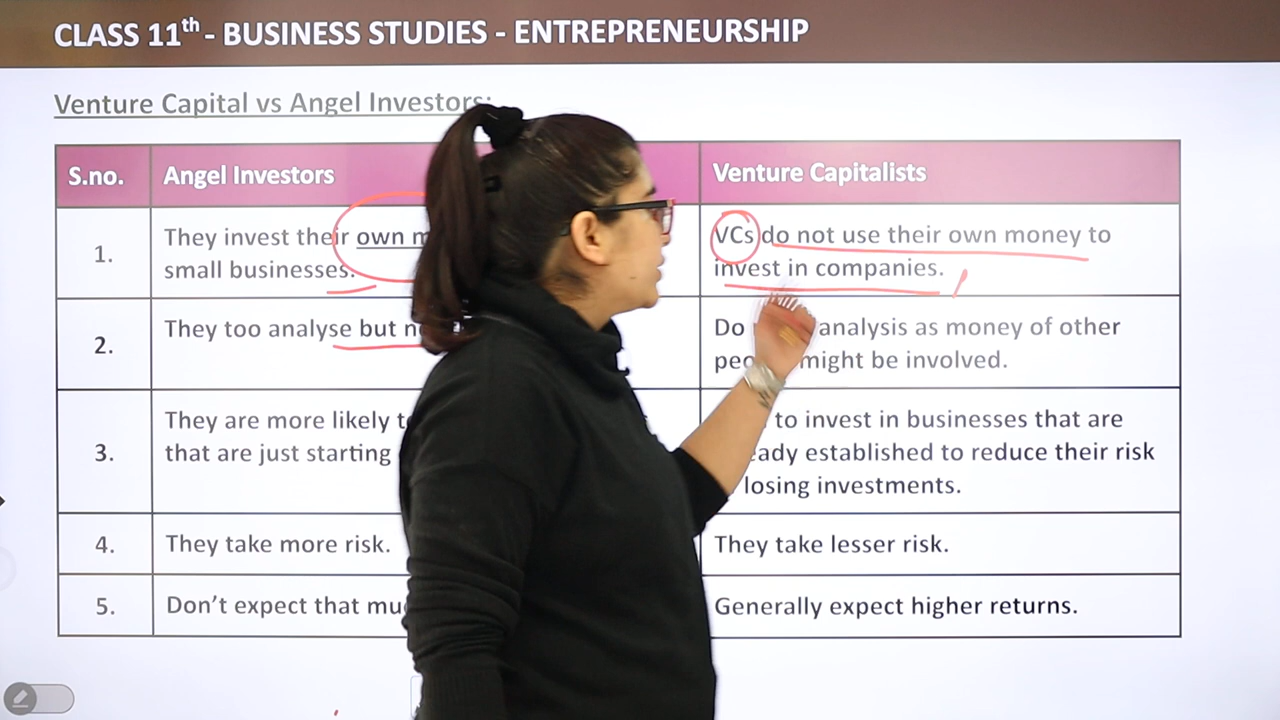 CLASS 11th - BUSINESS STUDIES - ENTREPRENEURSHIP
Venture Capital vs Angel Investors:
S.no. Angel Investors Venture Capitalists
1. They invest their own
small businesses.
VCs do not use their own money to
invest in companies.
2. They too analyse but
Do analysis as money of other
might be involved.
3. They are more likely
that are just starting
to invest in businesses that are
established to reduce their risk
losing investments.
4. They take more risk. They take lesser risk.
5. Don't expect that
Generally expect higher returns.